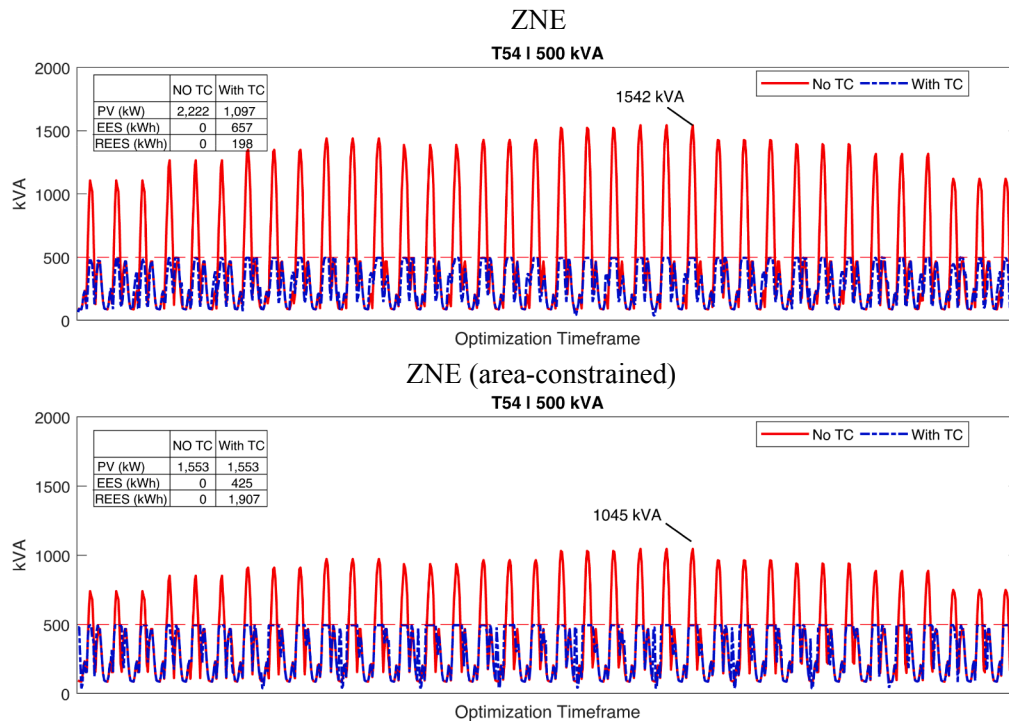 ZNE
T54 I 500 kVA
2000
1500
1000
500
0
kVA
NO TC With TC
PV (kW) 2,222 1,097
EES (kWh) 0 657
REES (kWh) 0 198
No TC With TC
1542 kVA
Optimization Timeframe
ZNE (area-constrained)
T54 I 500 kVA
2000
1500
1000
500
0
kVA
NO TC With TC
PV (kW) 1,553 1,553
EES (kWh) 0 425
REES (kWh) 0 1,907
No TC With TC
1045 kVA
Optimization Timeframe